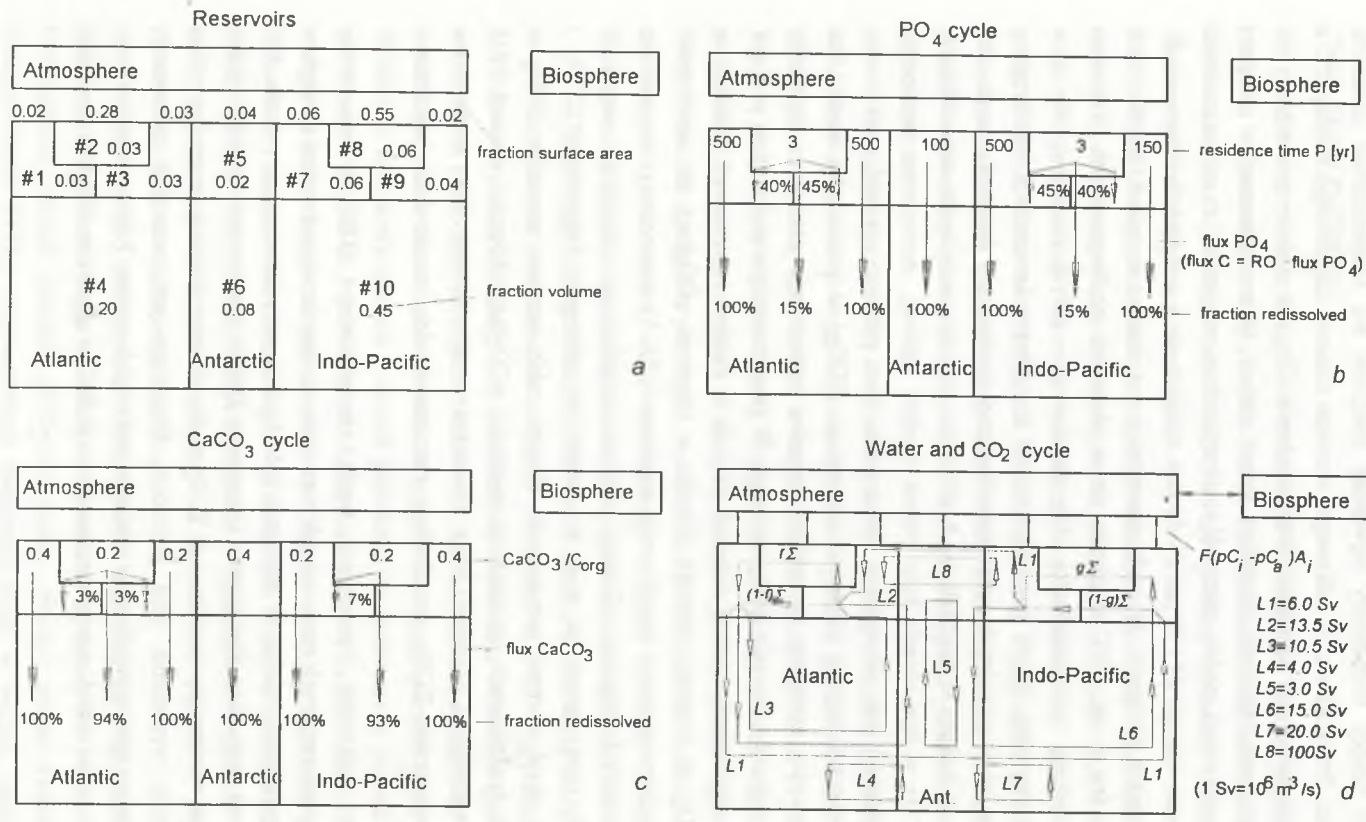 Reservoirs
Atmosphere
Biosphere
0.02 0.28 0.03 0.04 0.06 0.55 0.02
fraction surface area
#2 0.03
#5
#8 0.06
#1 0.03 #3 0.03 0.02 #7 0.06 #9 0.04
#4
0.20
#6
0.08
#10
0.45
fraction volume
Atlantic Antarctic Indo-Pacific
a
PO4 cycle
Atmosphere
Biosphere
500 3 500 100 500 3 150
residence time P [yr]
40% 45% 45% 40%
flux PO4
(flux C = RO flux PO4)
100% 15% 100% 100% 100% 15% 100%
fraction redissolved
Atlantic Antarctic Indo-Pacific
b
CaCO3 cycle
Atmosphere
Biosphere
0.4 0.2 0.2 0.4 0.2 0.2 0.4
CaCO3/Corg
3% 3% 7%
flux CaCO3
100% 94% 100% 100% 100% 93% 100%
fraction redissolved
Atlantic Antarctic Indo-Pacific
c
Water and CO2 cycle
Atmosphere
Biosphere
F(pCi -pCa)Ai
fΣ
L8
L1
gΣ
(1-f)Σ
L2
(1-g)Σ
L1=6.0 Sv
L2=13.5 Sv
L3=10.5 Sv
L4=4.0 Sv
L5=3.0 Sv
L6=15.0 Sv
L7=20.0 Sv
L8=100Sv
Atlantic
L5
Indo-Pacific
L3
L6
L1
L1
L4
Ant.
L7
(1 Sv=10^6 m^3/s)
d